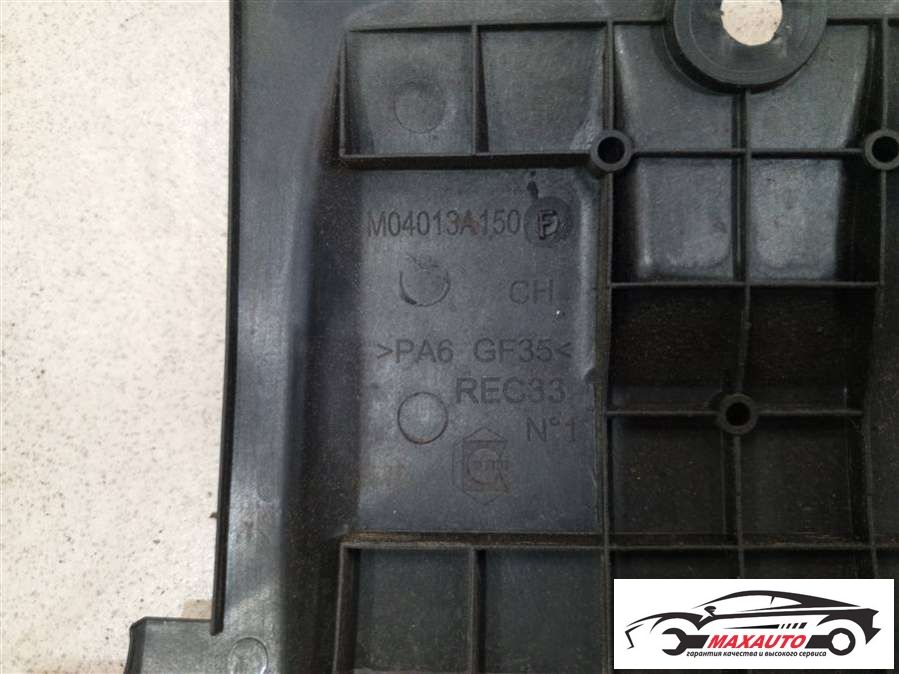 M04013A150 F
CH
>PA6 GF35<
REC33
N°1
MAXAUTO
гарантия качества и высокого сервиса